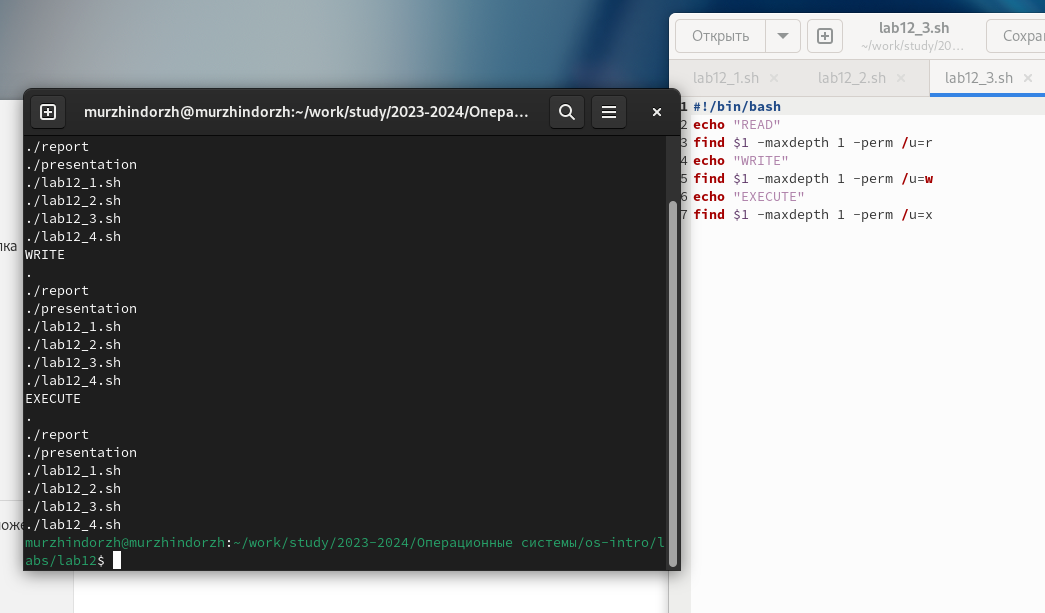 Открыть
lab12_3.sh
~/work/study/20…
lab12_1.sh
lab12_2.sh
lab12_3.sh
1 #!/bin/bash
2 echo "READ"
3 find $1 -maxdepth 1 -perm /u=r
4 echo "WRITE"
5 find $1 -maxdepth 1 -perm /u=w
6 echo "EXECUTE"
7 find $1 -maxdepth 1 -perm /u=x
murzhindorzh@murzhindorzh:~/work/study/2023-2024/Опера…
./report
./presentation
./lab12_1.sh
./lab12_2.sh
./lab12_3.sh
./lab12_4.sh
WRITE
.
./report
./presentation
./lab12_1.sh
./lab12_2.sh
./lab12_3.sh
./lab12_4.sh
EXECUTE
.
./report
./presentation
./lab12_1.sh
./lab12_2.sh
./lab12_3.sh
./lab12_4.sh
murzhindorzh@murzhindorzh:~/work/study/2023-2024/Операционные системы/os-intro/l
abs/lab12$